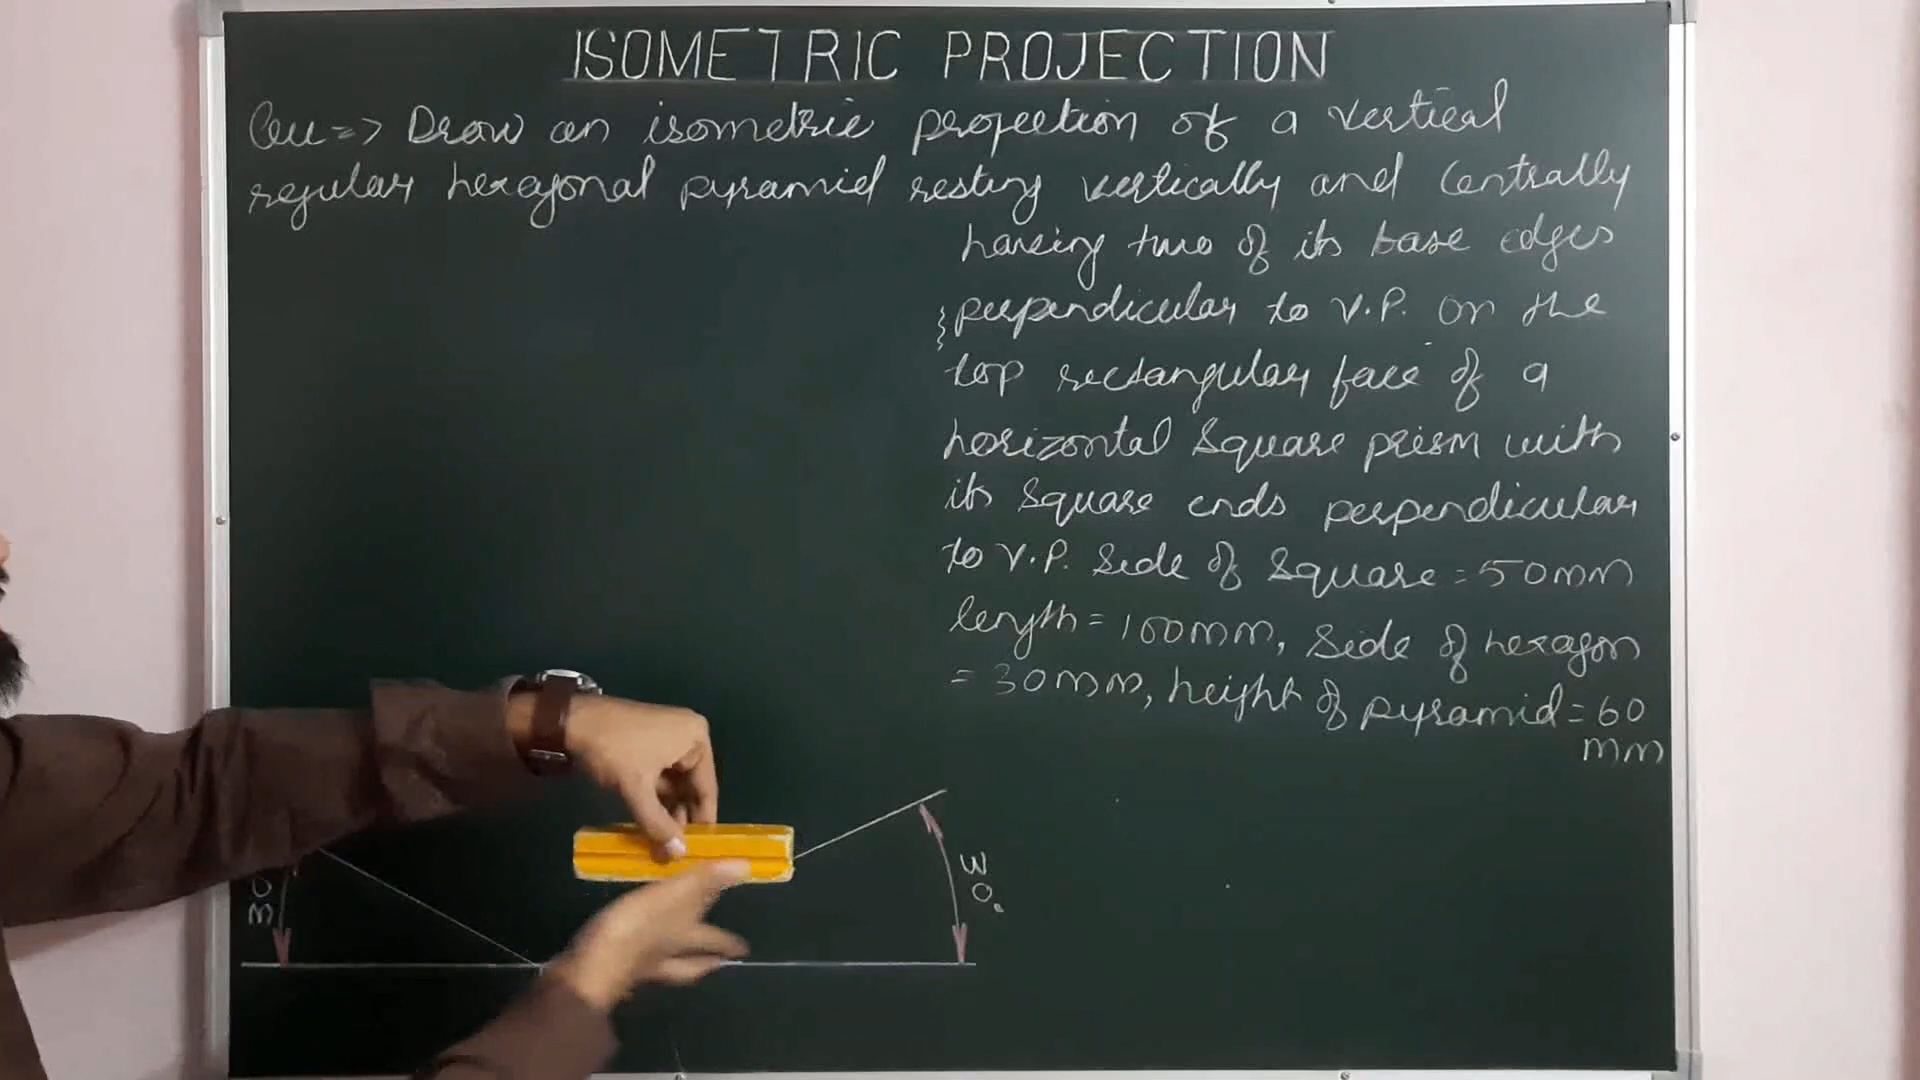 ISOMETRIC PROJECTION
Que=> Draw an isometric projection of a vertical
regular hexagonal pyramid resting vertically and centrally
having two of its base edges
perpendicular to V.P. on the
top rectangular face of a
horizontal square prism with
its square ends perpendicular
to V.P. Side of square = 50mm
length = 100mm, side of hexagon
= 30mm, height of pyramid = 60
mm
30
30°